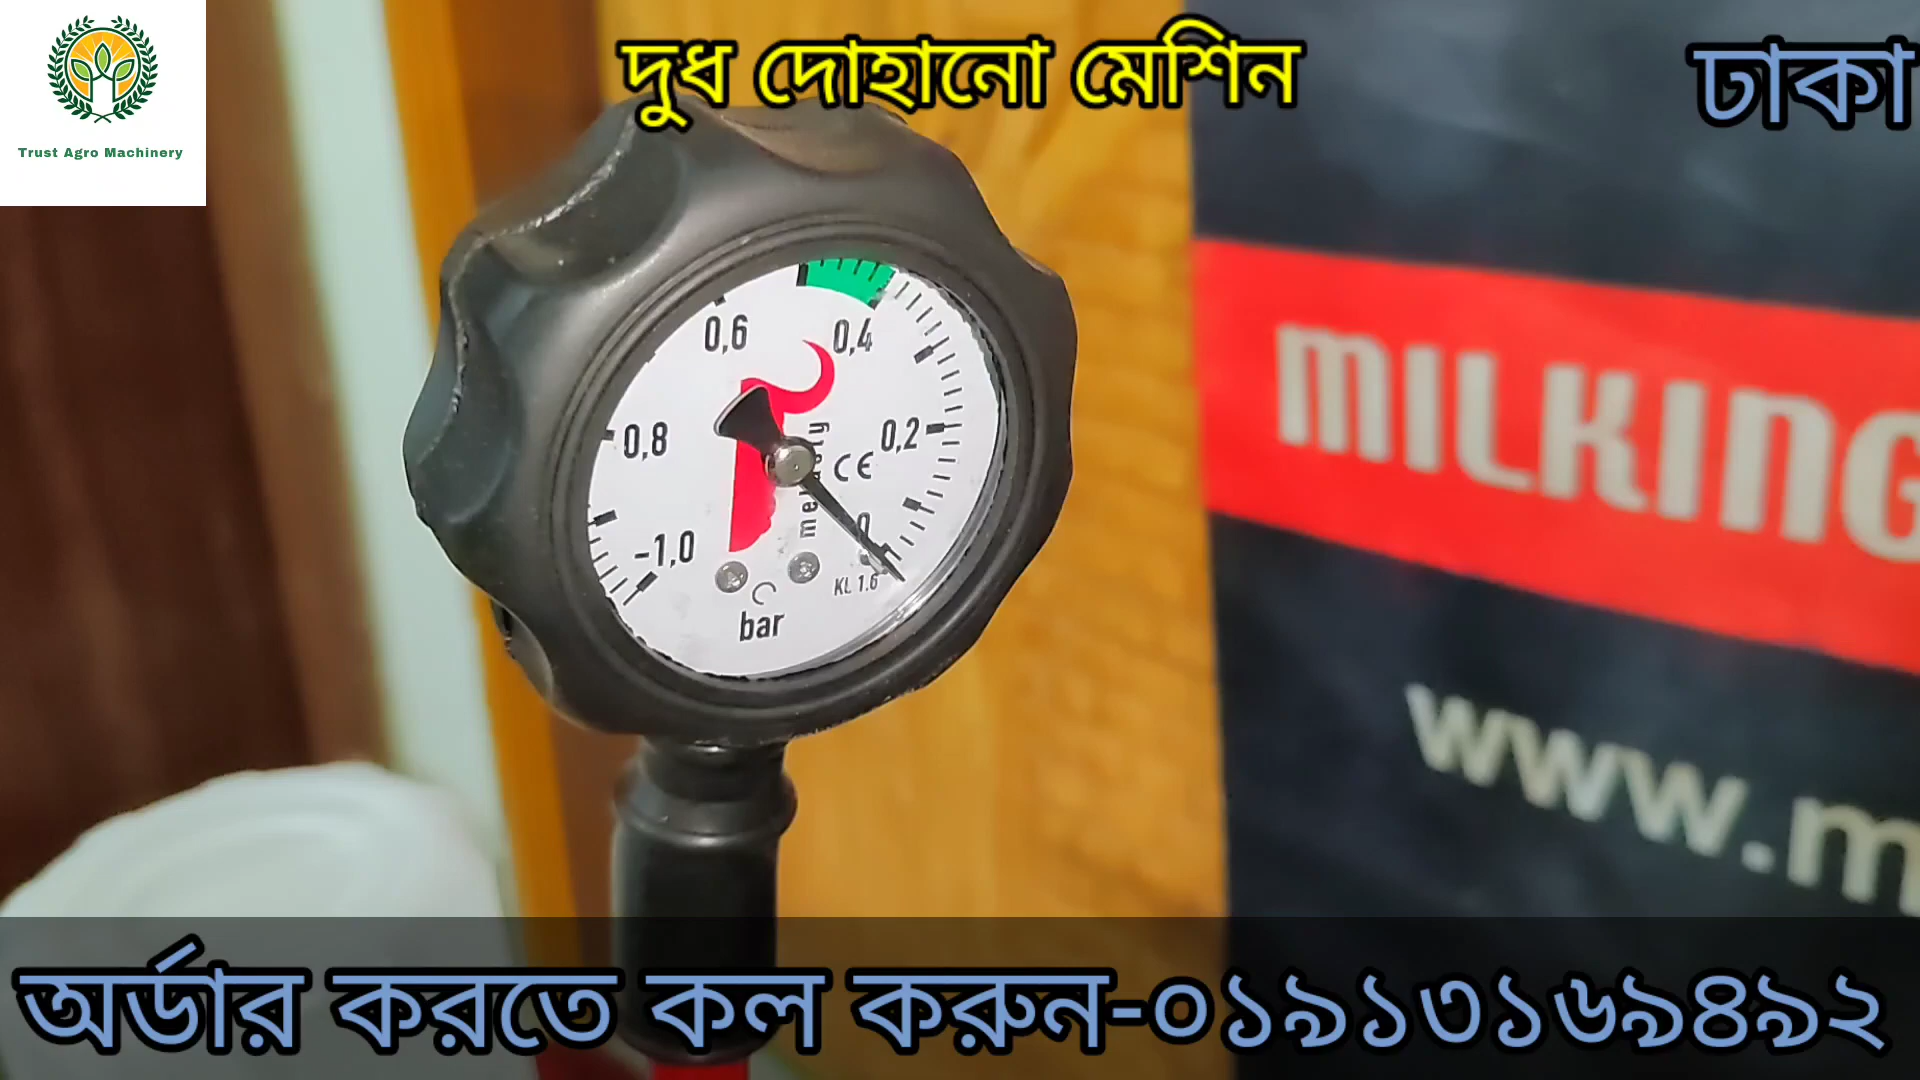 Trust Agro Machinery
দুধ দোহানো মেশিন
ঢাকা
0,6
0,4
0,8
0,2
CE
melasty
0
-1,0
KL 1.6
bar
MILKING
www.m
অর্ডার করতে কল করুন-০১৯১৩১৬৯৪৯২